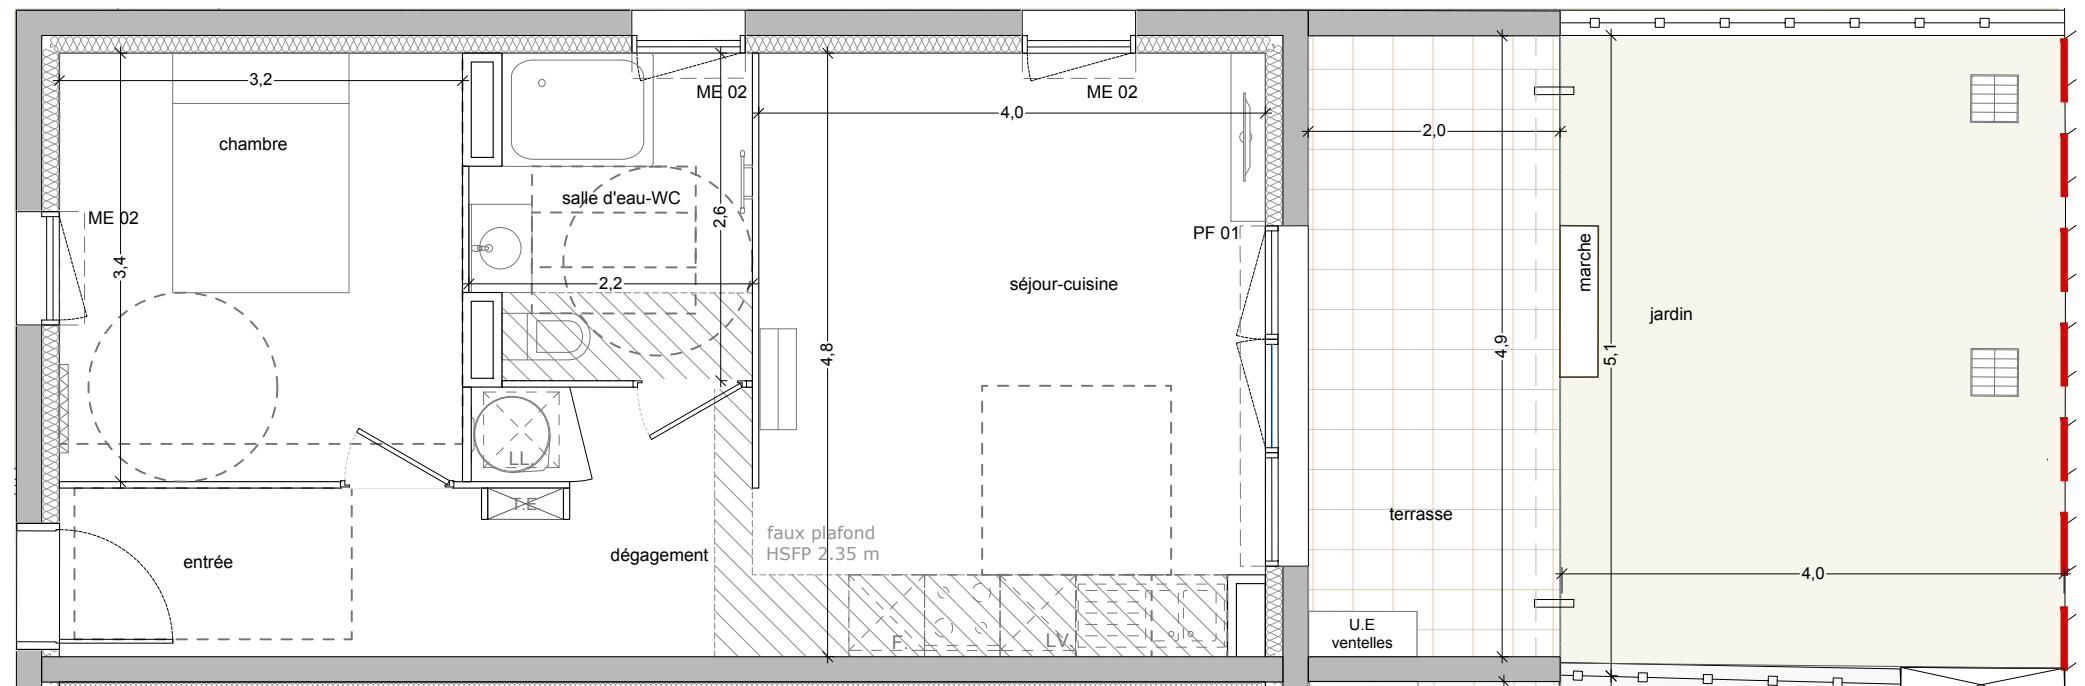 3,2
chambre
ME 02
3,4
ME 02
salle d'eau-WC
2,6
2,2
LL.
T.E
entrée
dégagement
ME 02
4,0
PF 01
séjour-cuisine
4,8
faux plafond
HSFP 2.35 m
F.
LV.
2,0
4,9
terrasse
U.E
ventelles
marche
5,1
jardin
4,0